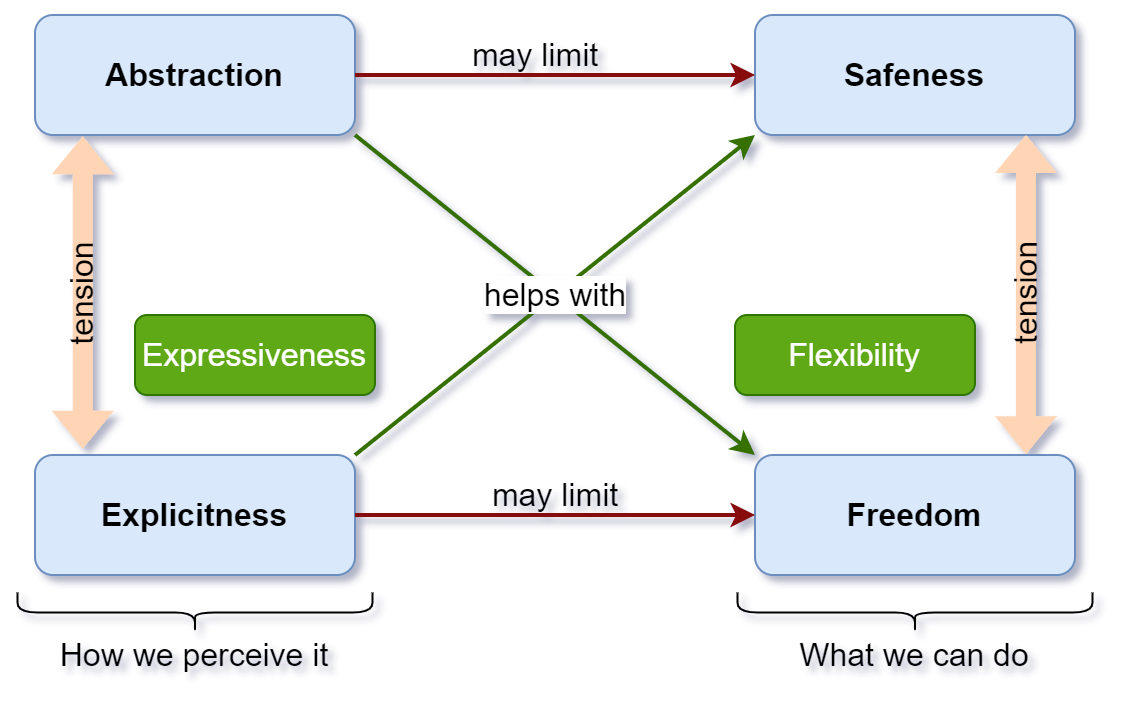 Abstraction
may limit
Safeness
tension
helps with
tension
Expressiveness
Flexibility
Explicitness
may limit
Freedom
How we perceive it
What we can do